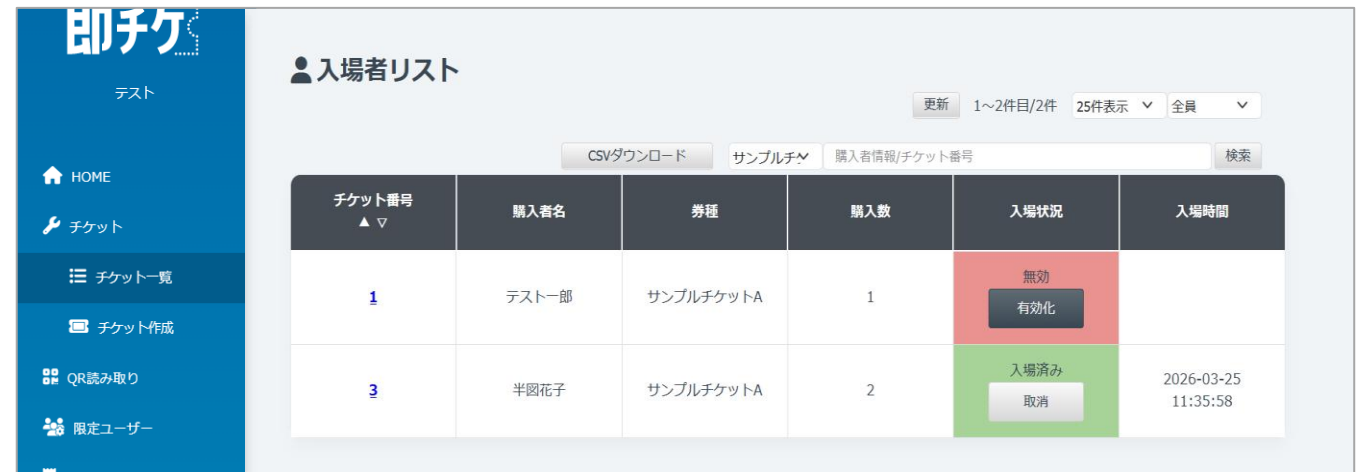 即チケ
テスト
HOME
チケット
チケット一覧
チケット作成
QR読み取り
限定ユーザー
入場者リスト
更新 1～2件目/2件 25件表示 全員
CSVダウンロード サンプルチ 購入者情報/チケット番号 検索
チケット番号 購入者名 券種 購入数 入場状況 入場時間
▲ ▽
1 テスト一郎 サンプルチケットA 1 無効
有効化
3 半図花子 サンプルチケットA 2 入場済み 2026-03-25
取消 11:35:58